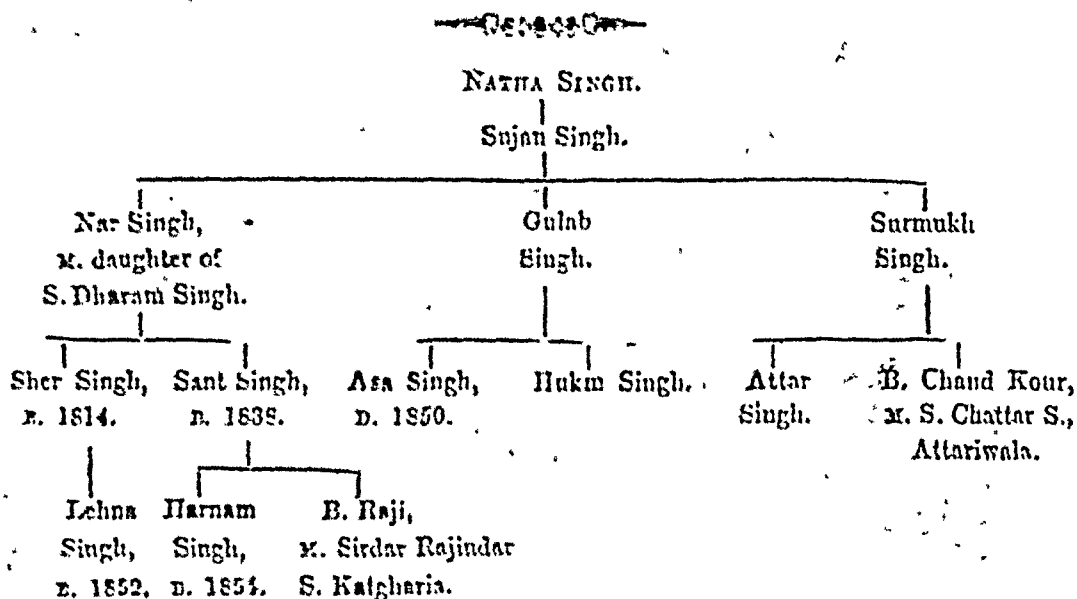 NATHA SINGH.
Sujan Singh.
Nar Singh,
M. daughter of
S. Dharam Singh.
Gulab
Singh.
Surmukh
Singh.
Sher Singh,
B. 1814.
Sant Singh,
B. 1838.
Asa Singh,
D. 1850.
Hukm Singh.
Attar
Singh.
B. Chand Kour,
M. S. Chattar S.,
Attariwala.
Lehna
Singh,
B. 1852.
Harnam
Singh,
B. 1854.
B. Raji,
M. Sirdar Rajindar
S. Katgharia.